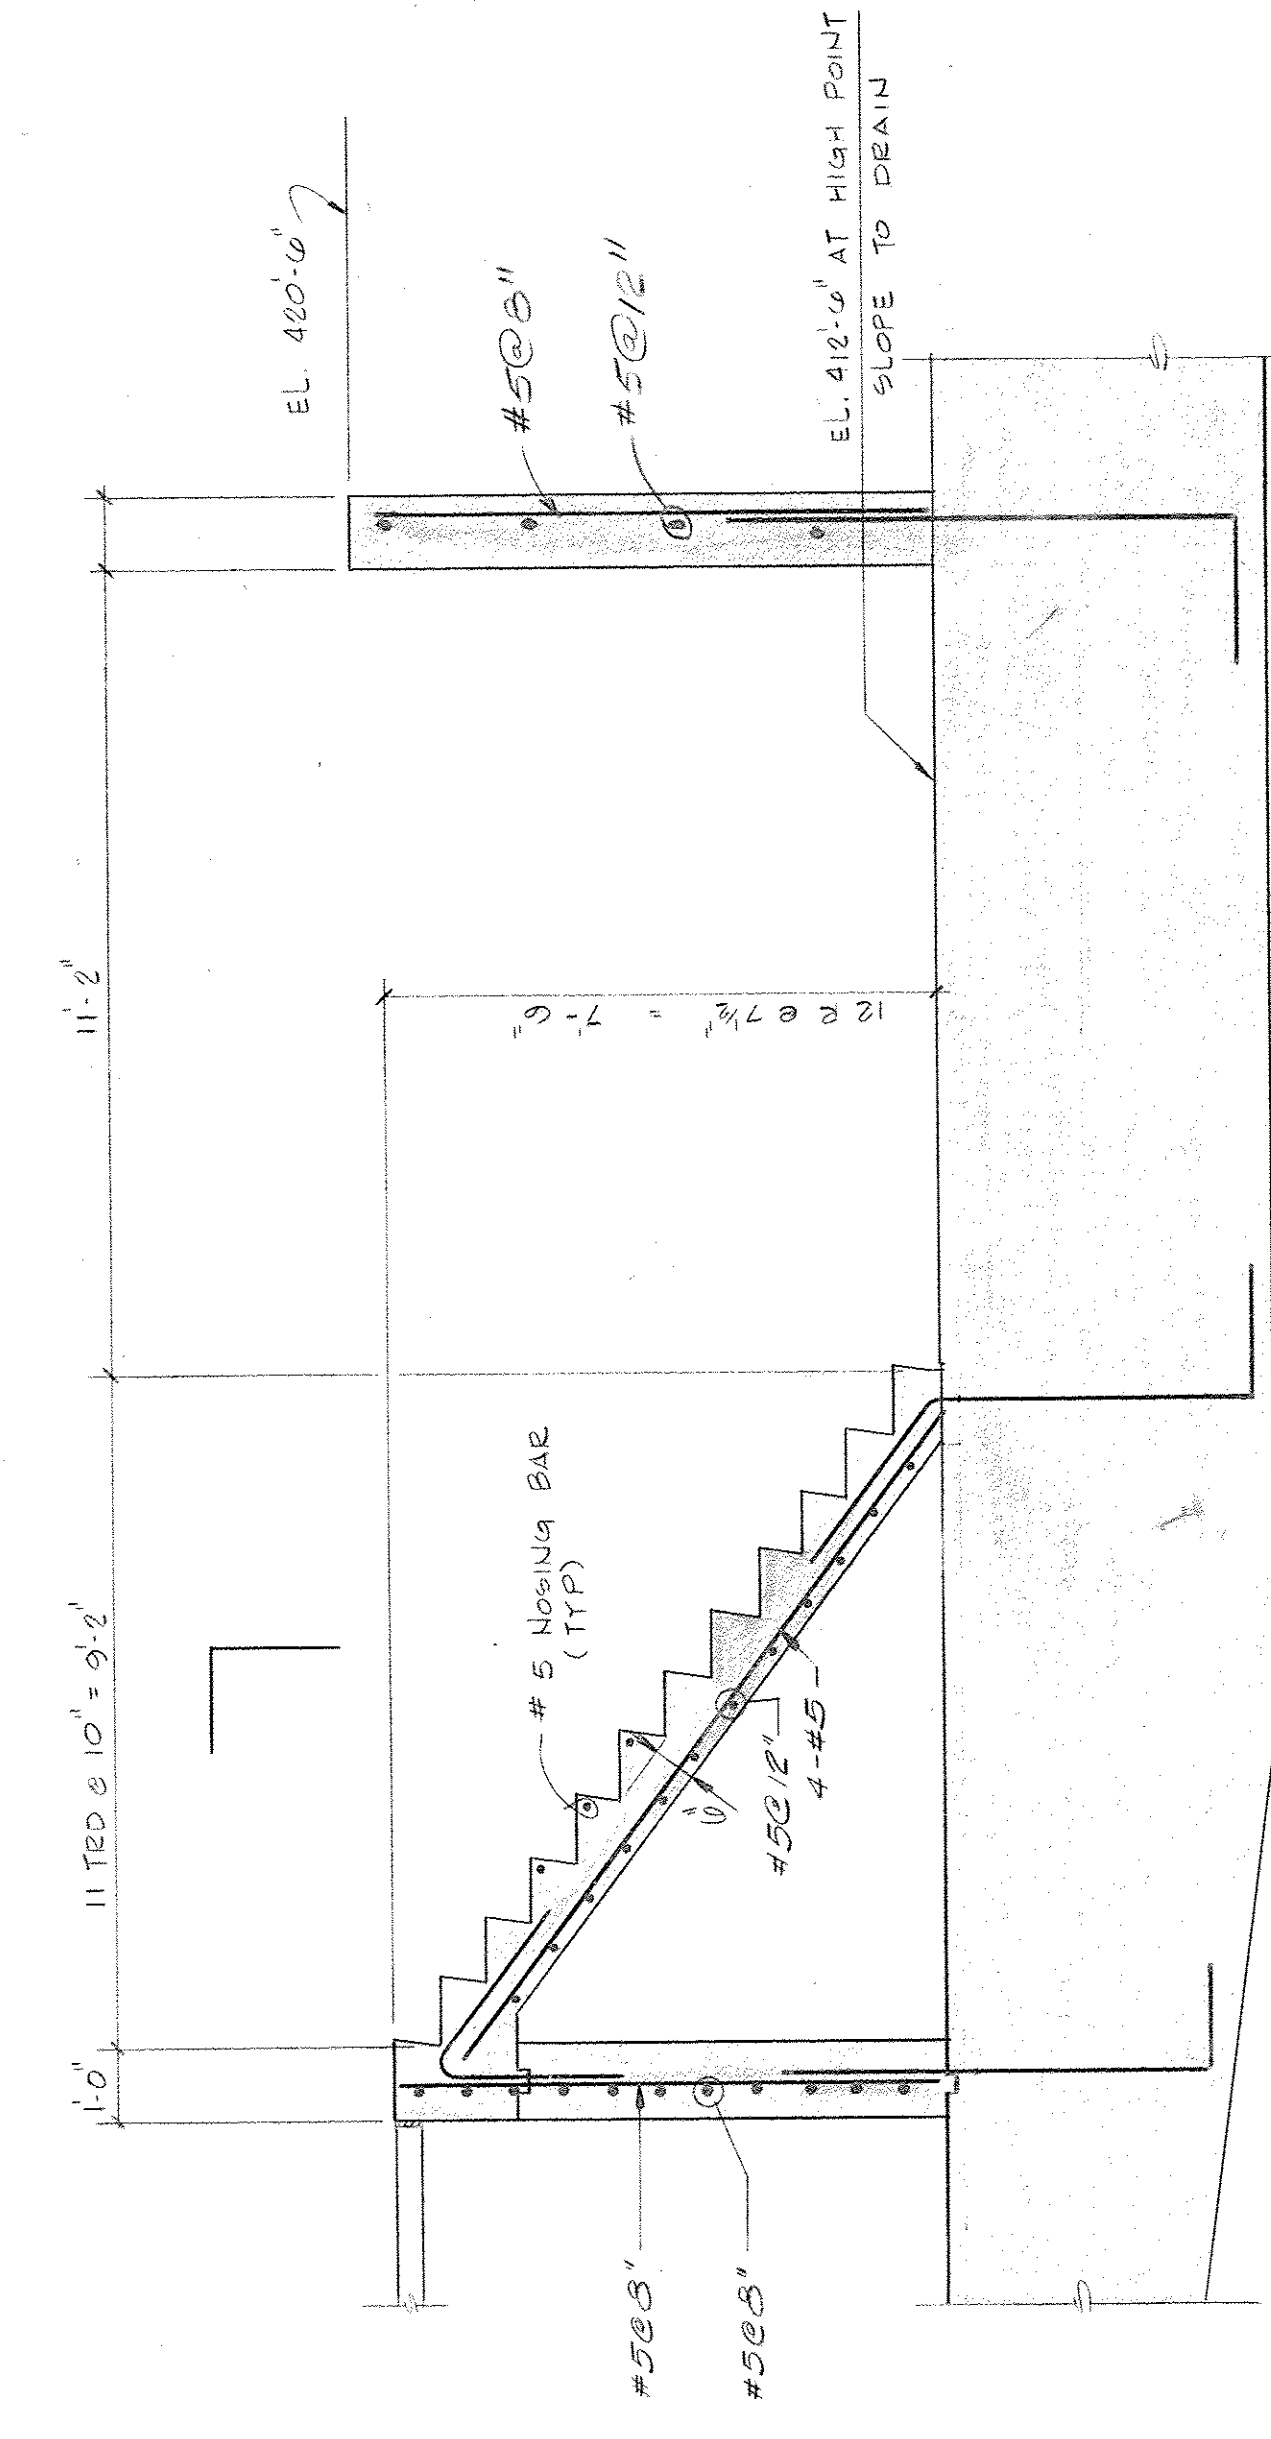 1'-0"
11 TRD @ 10" = 9'-2"
11'-2"
EL. 420'-6"
# 5 NOSING BAR
(TYP)
12 R @ 7½" = 7'-6"
#5@8"
#5@12"
EL. 412'-6" AT HIGH POINT
SLOPE TO DRAIN
6"
#5@12"
4-#5
#5@8"
#5@8"